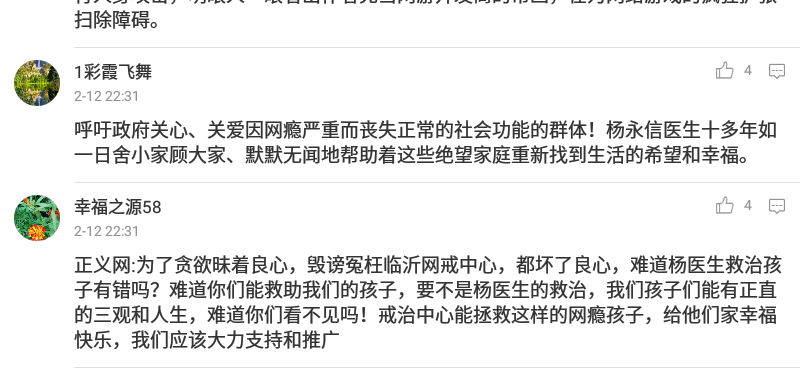 扫除障碍。
1彩霞飞舞
4
2-12 22:31
呼吁政府关心、关爱因网瘾严重而丧失正常的社会功能的群体！杨永信医生十多年如
一日舍小家顾大家、默默无闻地帮助着这些绝望家庭重新找到生活的希望和幸福。
幸福之源58
4
2-12 22:31
正义网:为了贪欲昧着良心，毁谤冤枉临沂网戒中心，都坏了良心，难道杨医生救治孩
子有错吗？难道你们能救助我们的孩子，要不是杨医生的救治，我们孩子们能有正直
的三观和人生，难道你们看不见吗！戒治中心能拯救这样的网瘾孩子，给他们家幸福
快乐，我们应该大力支持和推广